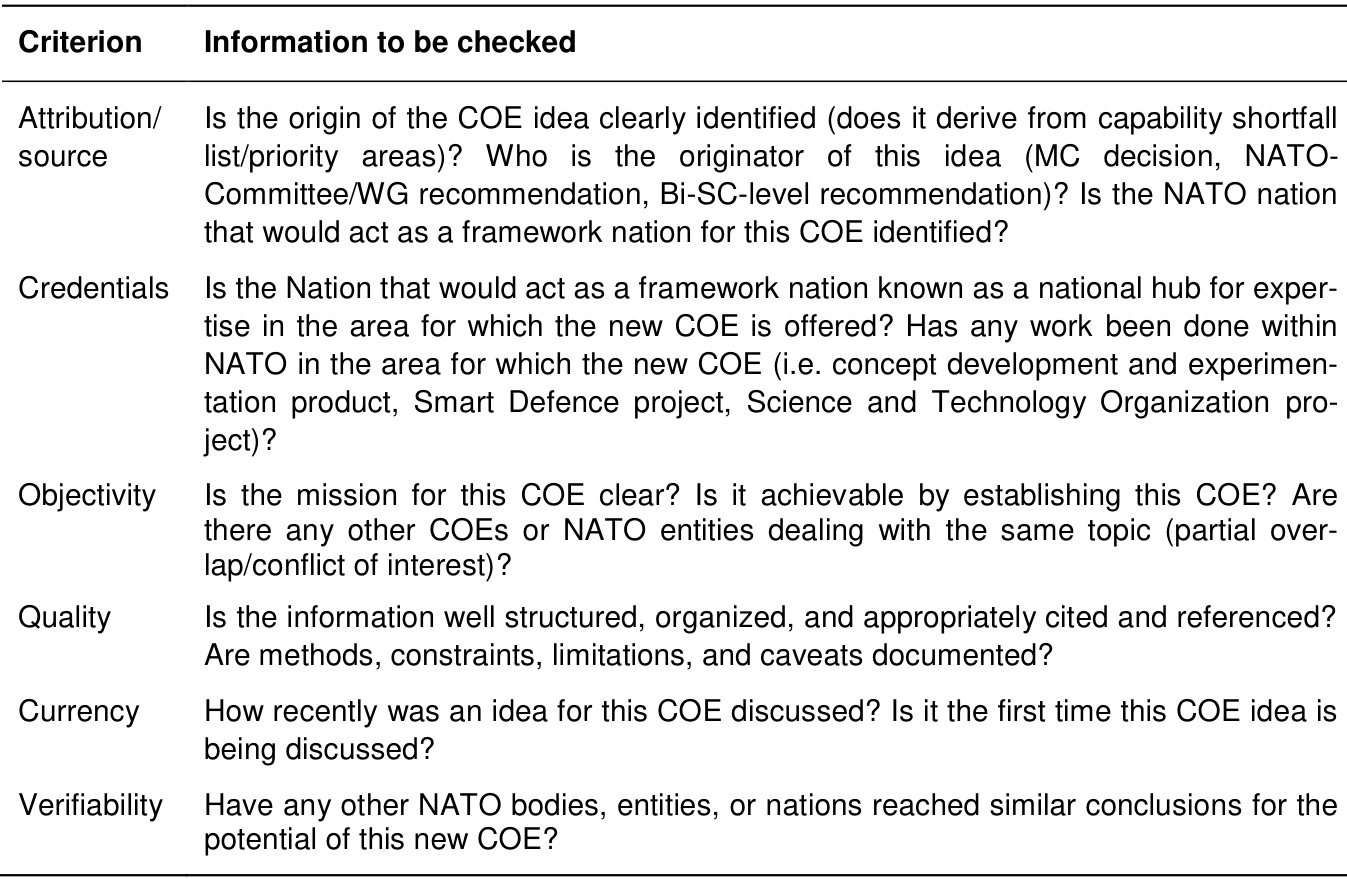 Criterion Information to be checked
Attribution/ Is the origin of the COE idea clearly identified (does it derive from capability shortfall
source list/priority areas)? Who is the originator of this idea (MC decision, NATO-
Committee/WG recommendation, Bi-SC-level recommendation)? Is the NATO nation
that would act as a framework nation for this COE identified?
Credentials Is the Nation that would act as a framework nation known as a national hub for exper-
tise in the area for which the new COE is offered? Has any work been done within
NATO in the area for which the new COE (i.e. concept development and experimen-
tation product, Smart Defence project, Science and Technology Organization pro-
ject)?
Objectivity Is the mission for this COE clear? Is it achievable by establishing this COE? Are
there any other COEs or NATO entities dealing with the same topic (partial over-
lap/conflict of interest)?
Quality Is the information well structured, organized, and appropriately cited and referenced?
Are methods, constraints, limitations, and caveats documented?
Currency How recently was an idea for this COE discussed? Is it the first time this COE idea is
being discussed?
Verifiability Have any other NATO bodies, entities, or nations reached similar conclusions for the
potential of this new COE?